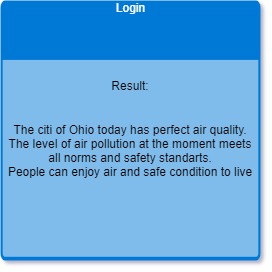 Login
Result:
The citi of Ohio today has perfect air quality.
The level of air pollution at the moment meets
all norms and safety standarts.
People can enjoy air and safe condition to live